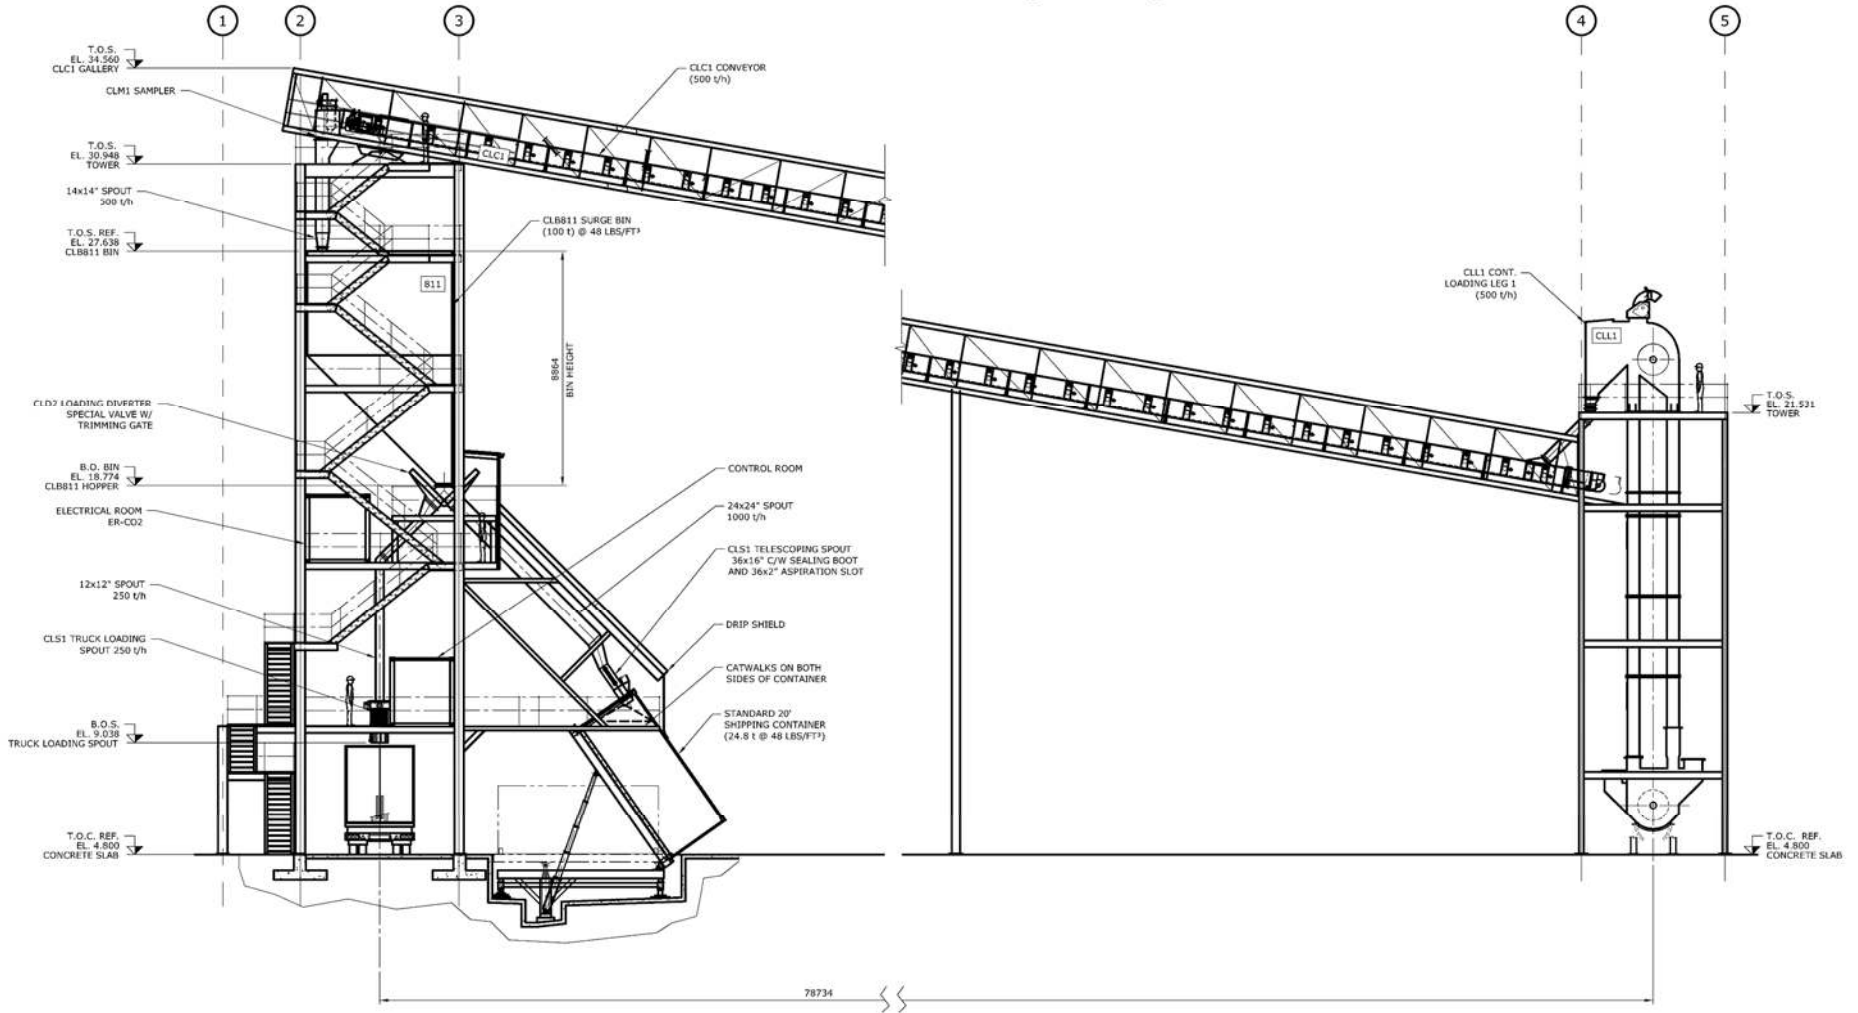 1
2
3
4
5
T.O.S.
EL. 34.560
CLC1 GALLERY
CLM1 SAMPLER
T.O.S.
EL. 30.948
TOWER
14x14" SPOUT
500 t/h
T.O.S. REF.
EL. 27.638
CLB811 BIN
CLD2 LOADING DIVERTER
SPECIAL VALVE W/
TRIMMING GATE
B.O. BIN
EL. 18.774
CLB811 HOPPER
ELECTRICAL ROOM
ER-CO2
12x12" SPOUT
250 t/h
CLS1 TRUCK LOADING
SPOUT 250 t/h
B.O.S.
EL. 9.038
TRUCK LOADING SPOUT
T.O.C. REF.
EL. 4.800
CONCRETE SLAB
CLC1 CONVEYOR
(500 t/h)
CLC1
CLB811 SURGE BIN
(100 t) @ 48 LBS/FT³
811
8864
BIN HEIGHT
CONTROL ROOM
24x24" SPOUT
1000 t/h
CLS1 TELESCOPING SPOUT
36x16" C/W SEALING BOOT
AND 36x2" ASPIRATION SLOT
DRIP SHIELD
CATWALKS ON BOTH
SIDES OF CONTAINER
STANDARD 20'
SHIPPING CONTAINER
(24.8 t @ 48 LBS/FT³)
CLL1 CONT.
LOADING LEG 1
(500 t/h)
CLL1
T.O.S.
EL. 21.531
TOWER
T.O.C. REF.
EL. 4.800
CONCRETE SLAB
78734